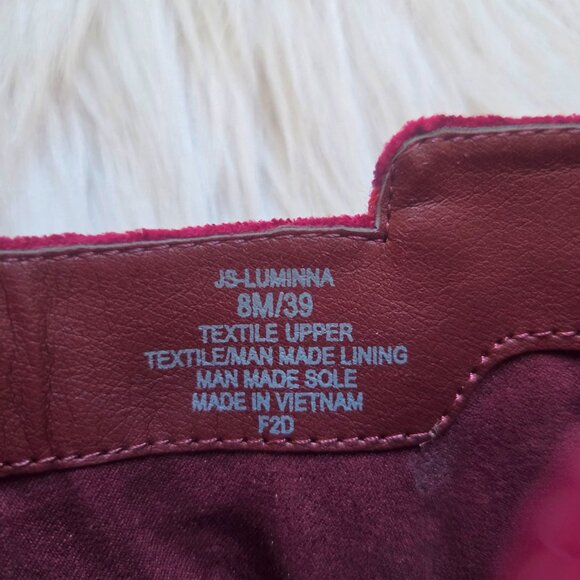 JS-LUMINNA
8M/39
TEXTILE UPPER
TEXTILE/MAN MADE LINING
MAN MADE SOLE
MADE IN VIETNAM
F2D